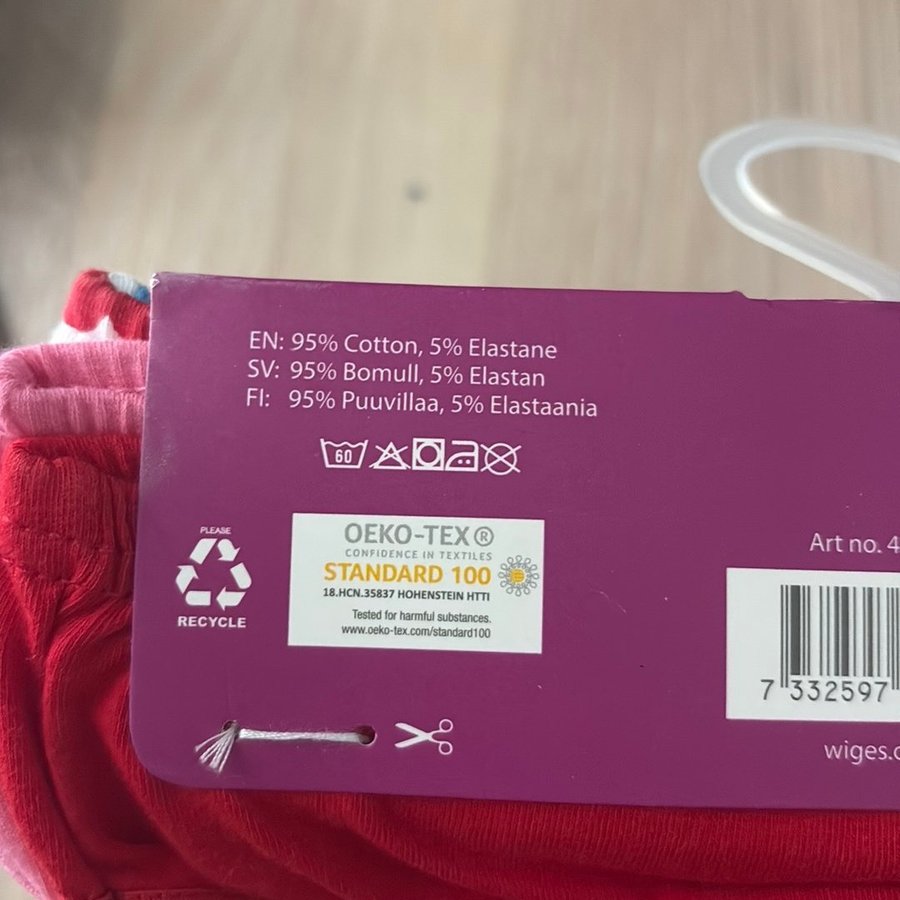 EN: 95% Cotton, 5% Elastane
SV: 95% Bomull, 5% Elastan
FI: 95% Puuvillaa, 5% Elastaania
60
PLEASE
RECYCLE
OEKO-TEX®
CONFIDENCE IN TEXTILES
STANDARD 100
18.HCN.35837 HOHENSTEIN HTTI
Tested for harmful substances.
www.oeko-tex.com/standard100
Art no. 4
7 332597
wiges.c